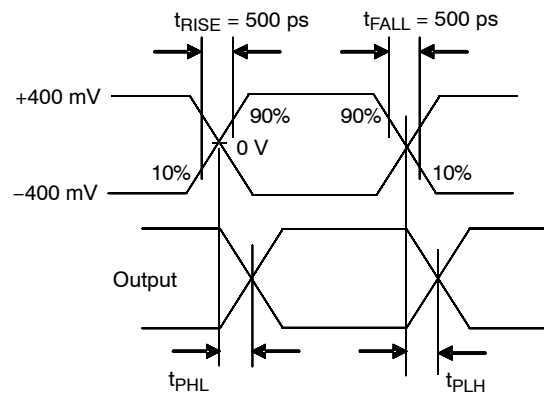 tRISE = 500 ps
tFALL = 500 ps
+400 mV
90%
90%
0 V
10%
10%
−400 mV
Output
tPHL
tPLH